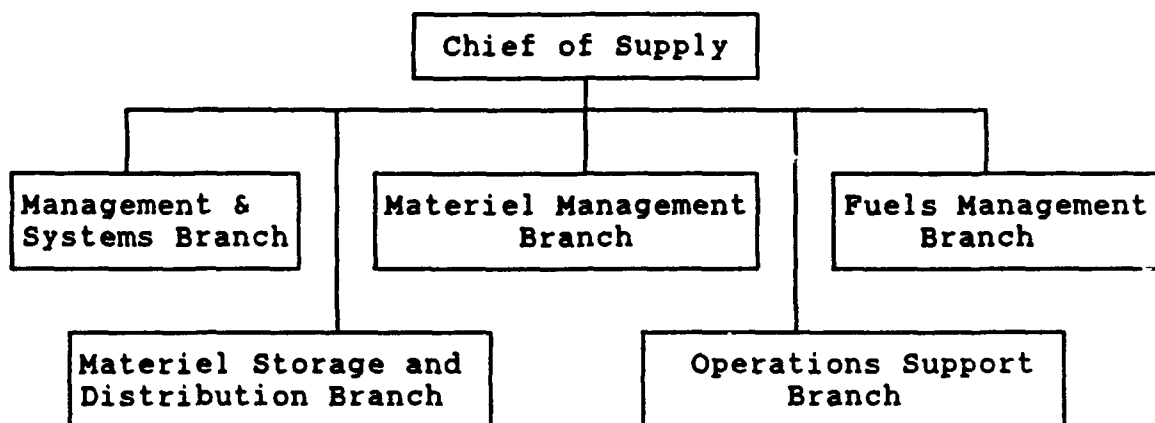 Chief of Supply
Management &
Systems Branch
Materiel Management
Branch
Fuels Management
Branch
Materiel Storage and
Distribution Branch
Operations Support
Branch